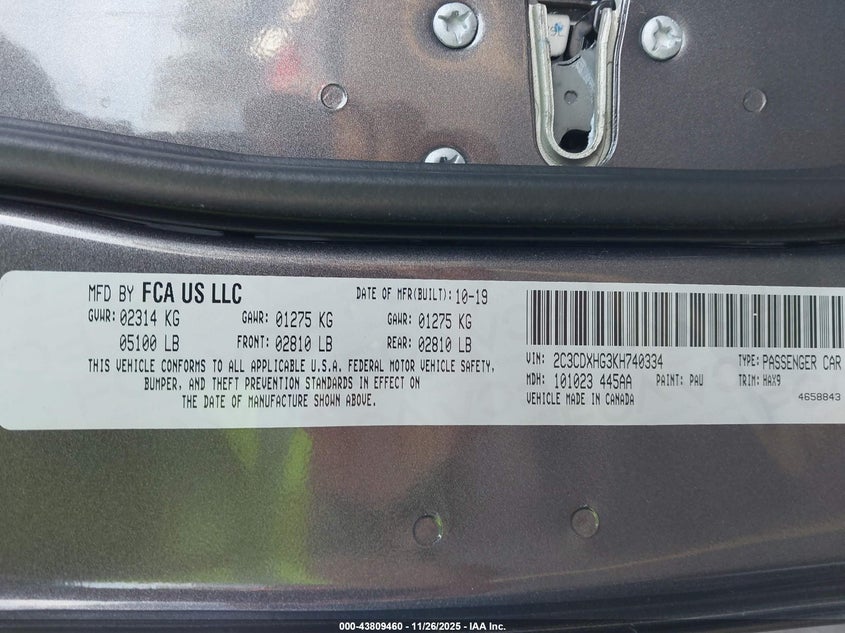 MFD BY FCA US LLC
DATE OF MFR(BUILT): 10-19
GVWR: 02314 KG GAWR: 01275 KG GAWR: 01275 KG
05100 LB FRONT: 02810 LB REAR: 02810 LB
THIS VEHICLE CONFORMS TO ALL APPLICABLE U.S.A. FEDERAL MOTOR VEHICLE SAFETY,
BUMPER, AND THEFT PREVENTION STANDARDS IN EFFECT ON
THE DATE OF MANUFACTURE SHOWN ABOVE.
VIN: 2C3CDXHG3KH740334 TYPE: PASSENGER CAR
MDH: 101023 445AA PAINT: PAU TRIM: HAX9
VEHICLE MADE IN CANADA 4658843
000-43809460 - 11/26/2025 - IAA Inc.